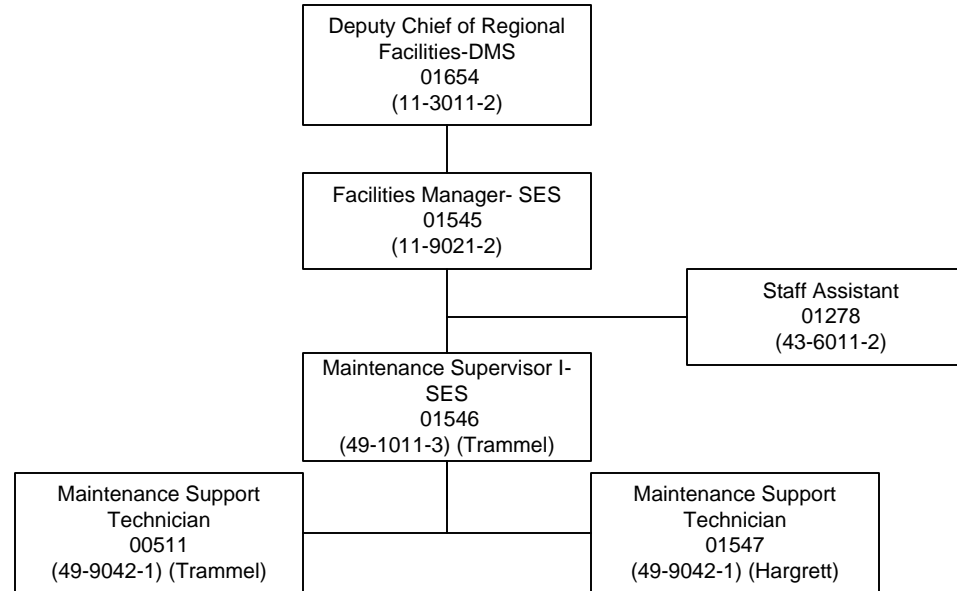 Deputy Chief of Regional
Facilities-DMS
01654
(11-3011-2)
Facilities Manager- SES
01545
(11-9021-2)
Staff Assistant
01278
(43-6011-2)
Maintenance Supervisor I-
SES
01546
(49-1011-3) (Trammel)
Maintenance Support
Technician
00511
(49-9042-1) (Trammel)
Maintenance Support
Technician
01547
(49-9042-1) (Hargrett)